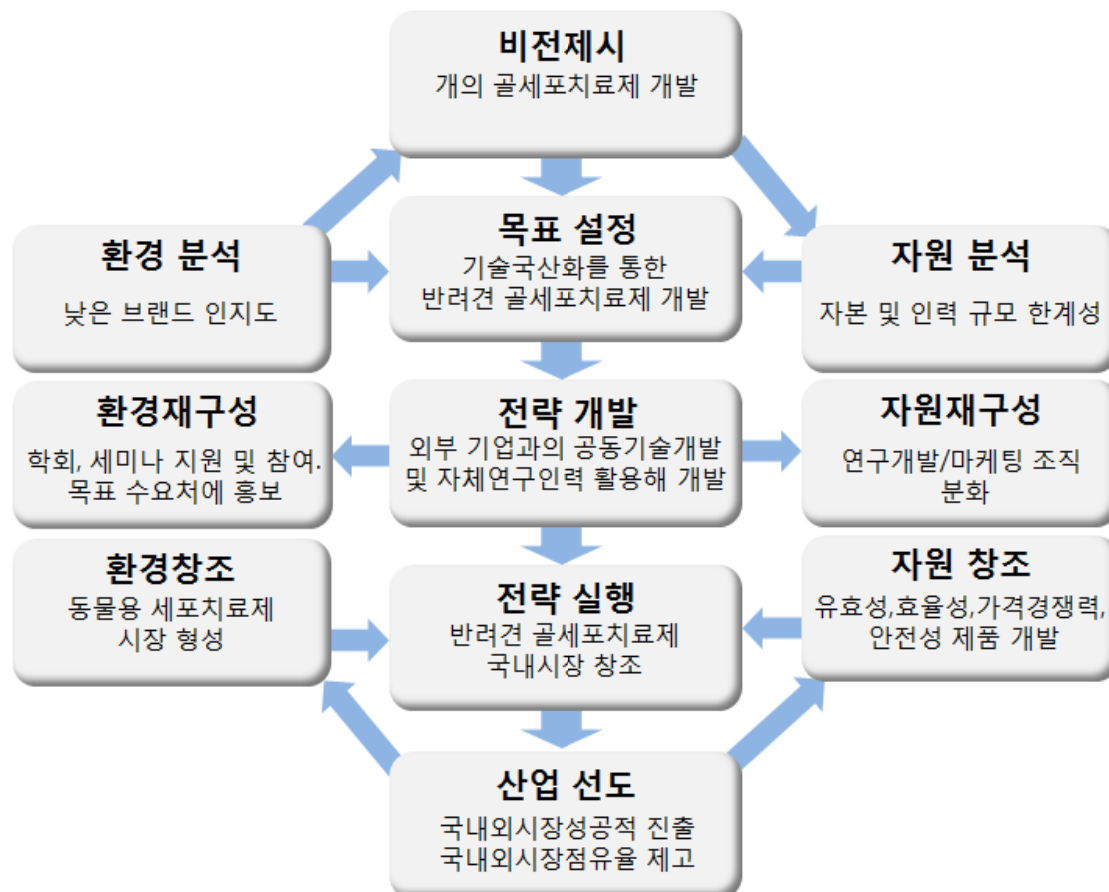 비전제시
개의 골세포치료제 개발
목표 설정
기술국산화를 통한
반려견 골세포치료제 개발
환경 분석
낮은 브랜드 인지도
자원 분석
자본 및 인력 규모 한계성
환경재구성
학회, 세미나 지원 및 참여.
목표 수요처에 홍보
전략 개발
외부 기업과의 공동기술개발
및 자체연구인력 활용해 개발
자원재구성
연구개발/마케팅 조직
분화
환경창조
동물용 세포치료제
시장 형성
전략 실행
반려견 골세포치료제
국내시장 창조
자원 창조
유효성,효율성,가격경쟁력,
안전성 제품 개발
산업 선도
국내외시장성공적 진출
국내외시장점유율 제고